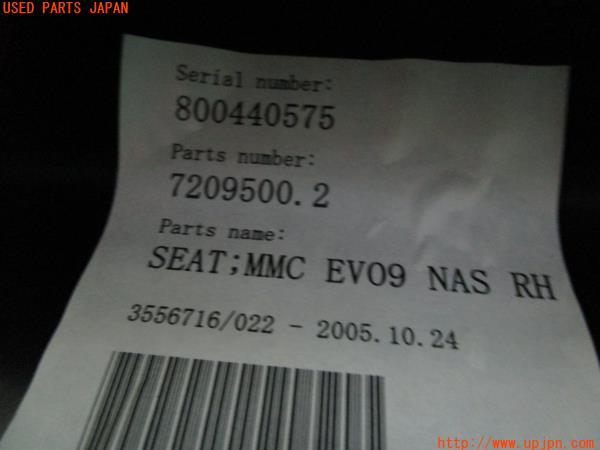 USED PARTS JAPAN
Serial number:
800440575
Parts number:
7209500.2
Parts name:
SEAT;MMC EVO9 NAS RH
3556716/022 - 2005.10.24
http://www.upjpn.com/